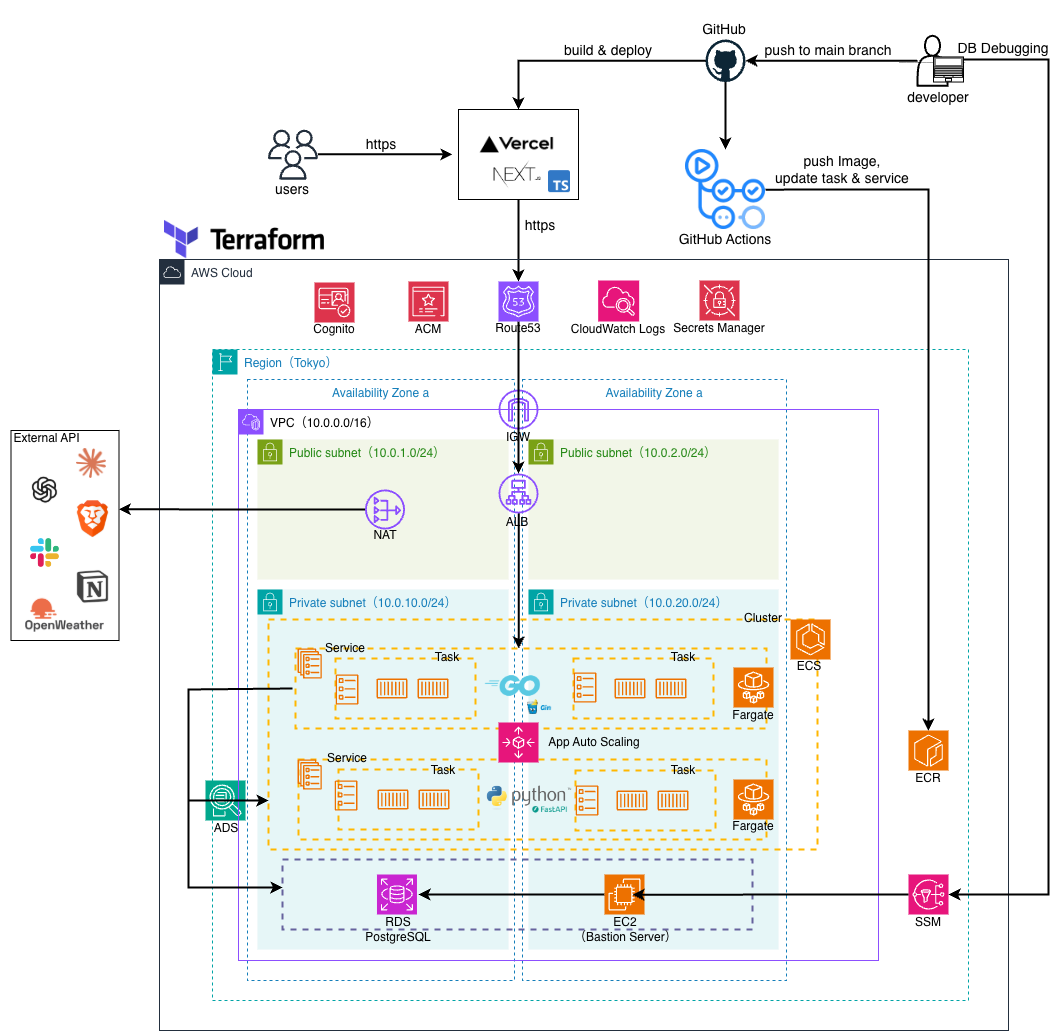 GitHub
build & deploy
push to main branch
DB Debugging
developer
Vercel
NEXT.JS
TS
https
users
push Image,
update task & service
https
GitHub Actions
Terraform
AWS Cloud
53
Cognito
ACM
Route53
CloudWatch Logs
Secrets Manager
Region（Tokyo）
Availability Zone a
Availability Zone a
VPC（10.0.0.0/16）
IGW
External API
Public subnet（10.0.1.0/24）
Public subnet（10.0.2.0/24）
NAT
ALB
OpenWeather
Private subnet（10.0.10.0/24）
Private subnet（10.0.20.0/24）
Cluster
ECS
Service
Task
Task
GO
Gin
Fargate
App Auto Scaling
Service
Task
Task
python
FastAPI
Fargate
ECR
ADS
RDS
PostgreSQL
EC2
（Bastion Server）
SSM